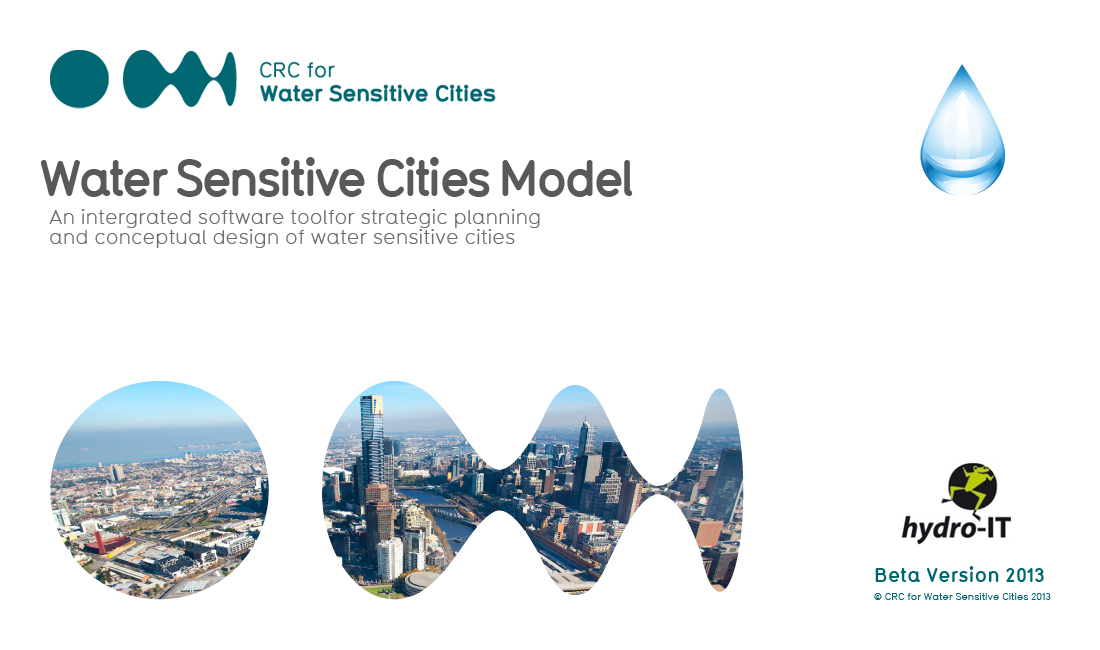 CRC for
Water Sensitive Cities
Water Sensitive Cities Model
An intergrated software toolfor strategic planning
and conceptual design of water sensitive cities
hydro-IT
Beta Version 2013
© CRC for Water Sensitive Cities 2013